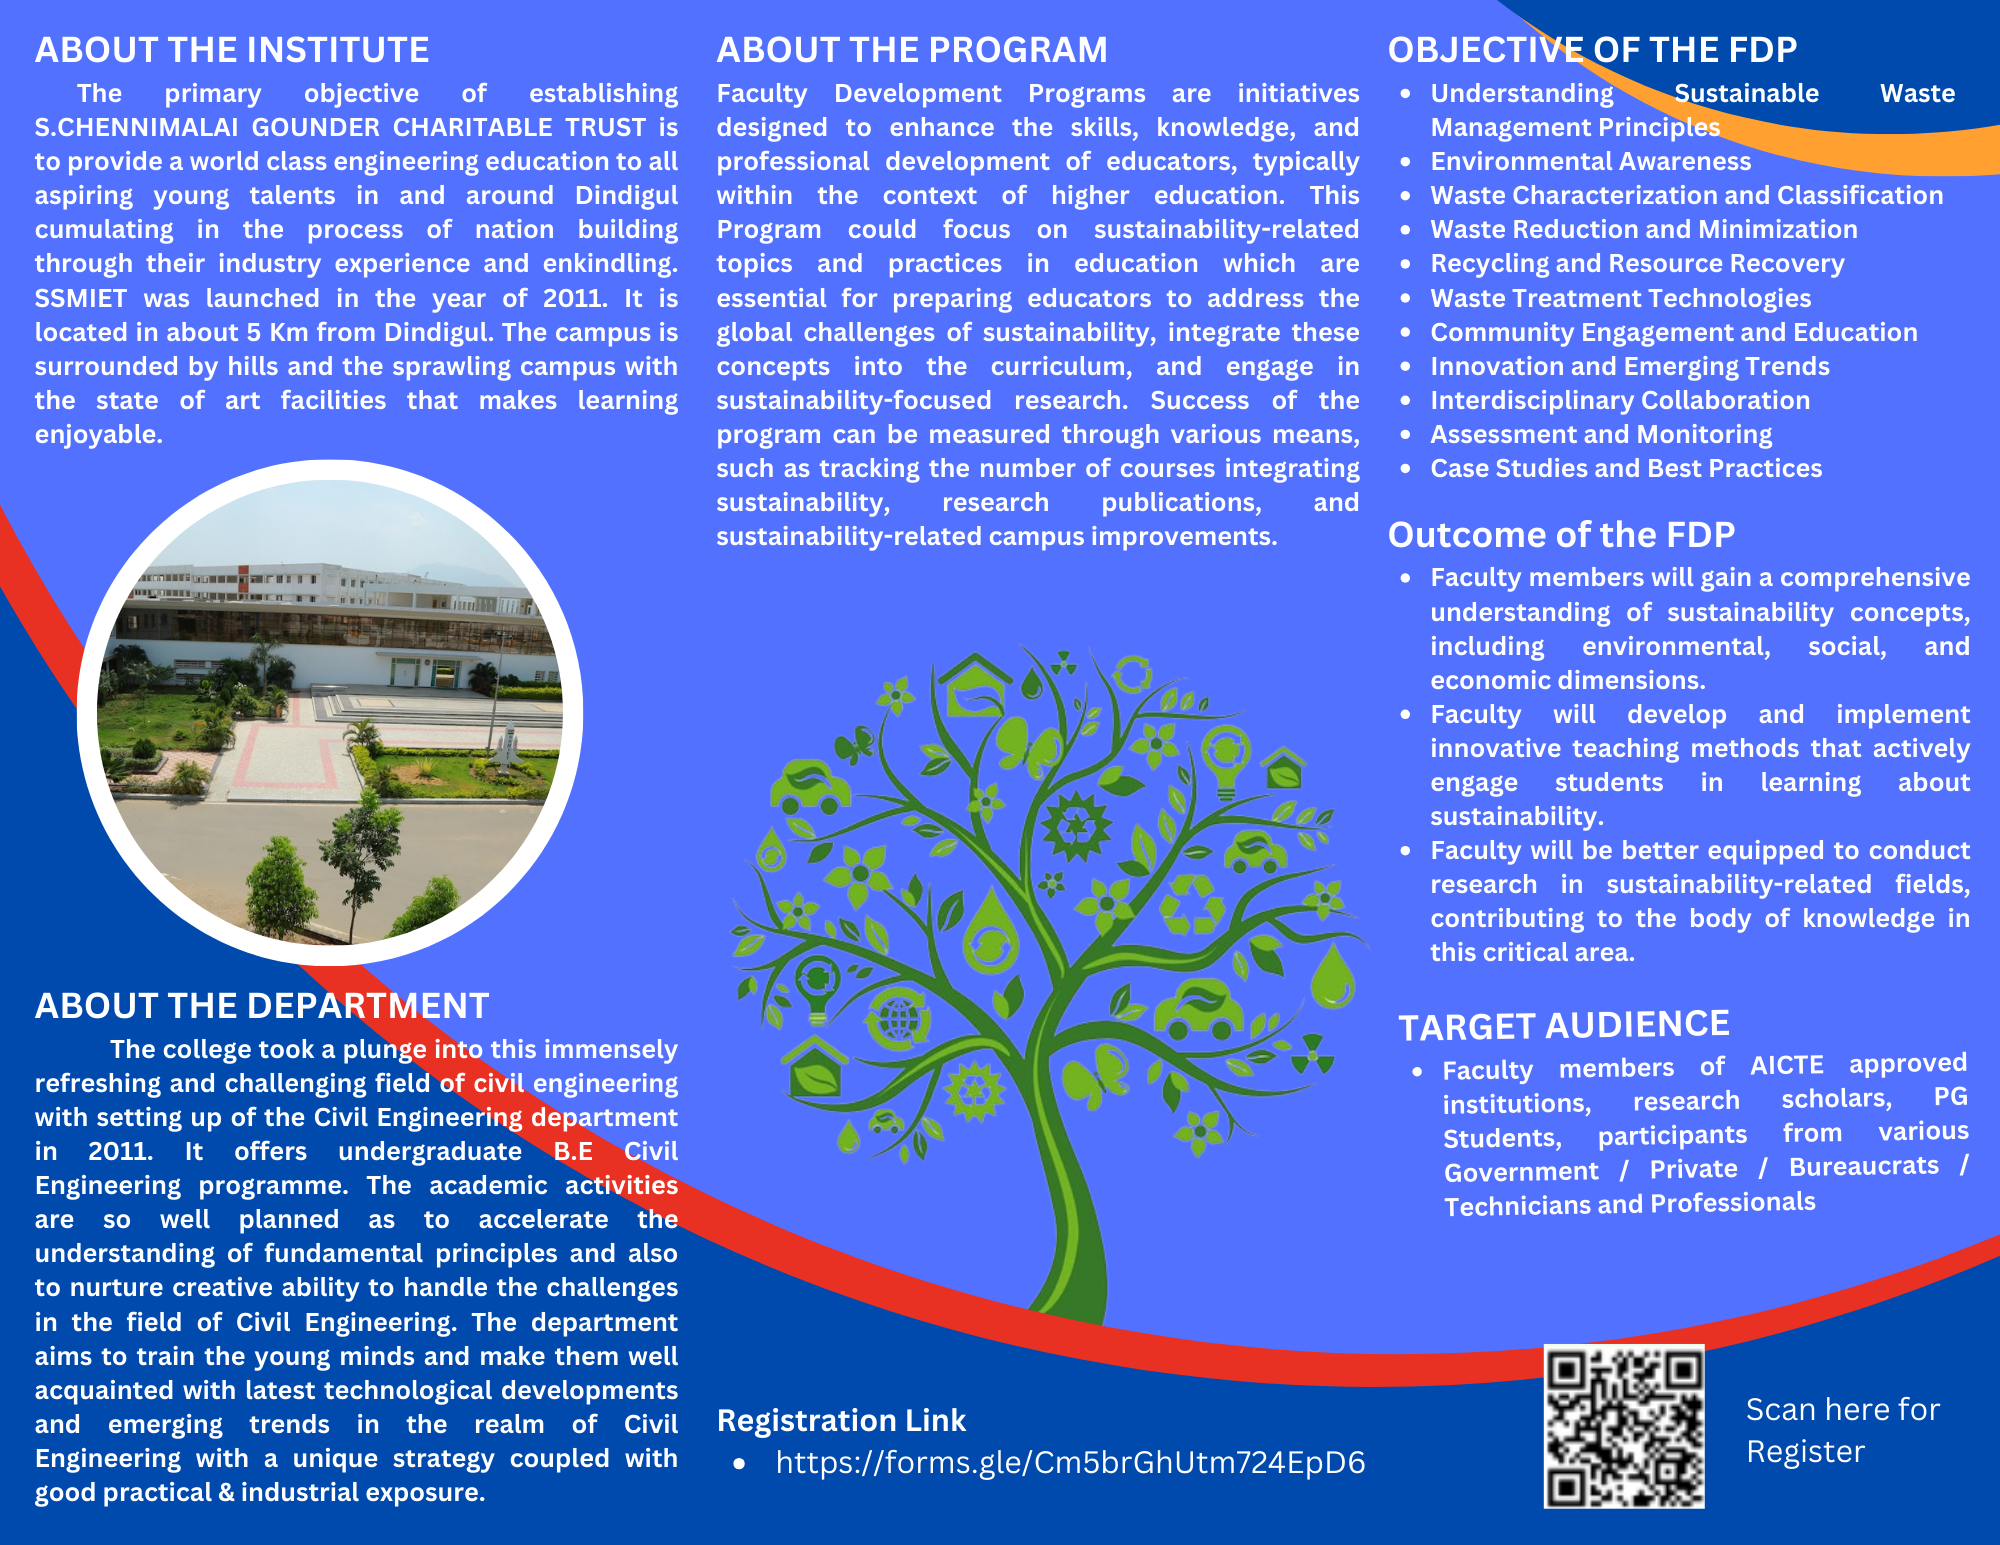 ABOUT THE INSTITUTE
The primary objective of establishing
S.CHENNIMALAI GOUNDER CHARITABLE TRUST is
to provide a world class engineering education to all
aspiring young talents in and around Dindigul
cumulating in the process of nation building
through their industry experience and enkindling.
SSMIET was launched in the year of 2011. It is
located in about 5 Km from Dindigul. The campus is
surrounded by hills and the sprawling campus with
the state of art facilities that makes learning
enjoyable.
ABOUT THE DEPARTMENT
The college took a plunge into this immensely
refreshing and challenging field of civil engineering
with setting up of the Civil Engineering department
in 2011. It offers undergraduate B.E Civil
Engineering programme. The academic activities
are so well planned as to accelerate the
understanding of fundamental principles and also
to nurture creative ability to handle the challenges
in the field of Civil Engineering. The department
aims to train the young minds and make them well
acquainted with latest technological developments
and emerging trends in the realm of Civil
Engineering with a unique strategy coupled with
good practical & industrial exposure.
ABOUT THE PROGRAM
Faculty Development Programs are initiatives
designed to enhance the skills, knowledge, and
professional development of educators, typically
within the context of higher education. This
Program could focus on sustainability-related
topics and practices in education which are
essential for preparing educators to address the
global challenges of sustainability, integrate these
concepts into the curriculum, and engage in
sustainability-focused research. Success of the
program can be measured through various means,
such as tracking the number of courses integrating
sustainability, research publications, and
sustainability-related campus improvements.
Registration Link
• https://forms.gle/Cm5brGhUtm724EpD6
OBJECTIVE OF THE FDP
• Understanding Sustainable Waste
Management Principles
• Environmental Awareness
• Waste Characterization and Classification
• Waste Reduction and Minimization
• Recycling and Resource Recovery
• Waste Treatment Technologies
• Community Engagement and Education
• Innovation and Emerging Trends
• Interdisciplinary Collaboration
• Assessment and Monitoring
• Case Studies and Best Practices
Outcome of the FDP
• Faculty members will gain a comprehensive
understanding of sustainability concepts,
including environmental, social, and
economic dimensions.
• Faculty will develop and implement
innovative teaching methods that actively
engage students in learning about
sustainability.
• Faculty will be better equipped to conduct
research in sustainability-related fields,
contributing to the body of knowledge in
this critical area.
TARGET AUDIENCE
• Faculty members of AICTE approved
institutions, research scholars, PG
Students, participants from various
Government / Private / Bureaucrats /
Technicians and Professionals
Scan here for
Register